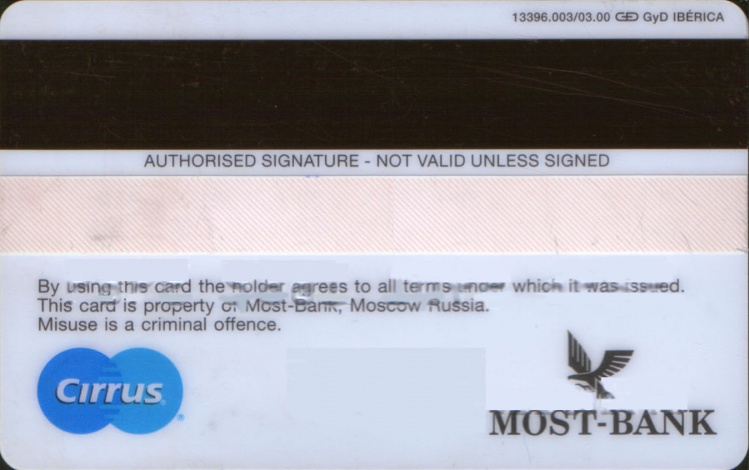 13396.003/03.00 GyD IBÉRICA
AUTHORISED SIGNATURE - NOT VALID UNLESS SIGNED
By using this card the holder agrees to all terms under which it was issued.
This card is property of Most-Bank, Moscow Russia.
Misuse is a criminal offence.
Cirrus
MOST-BANK